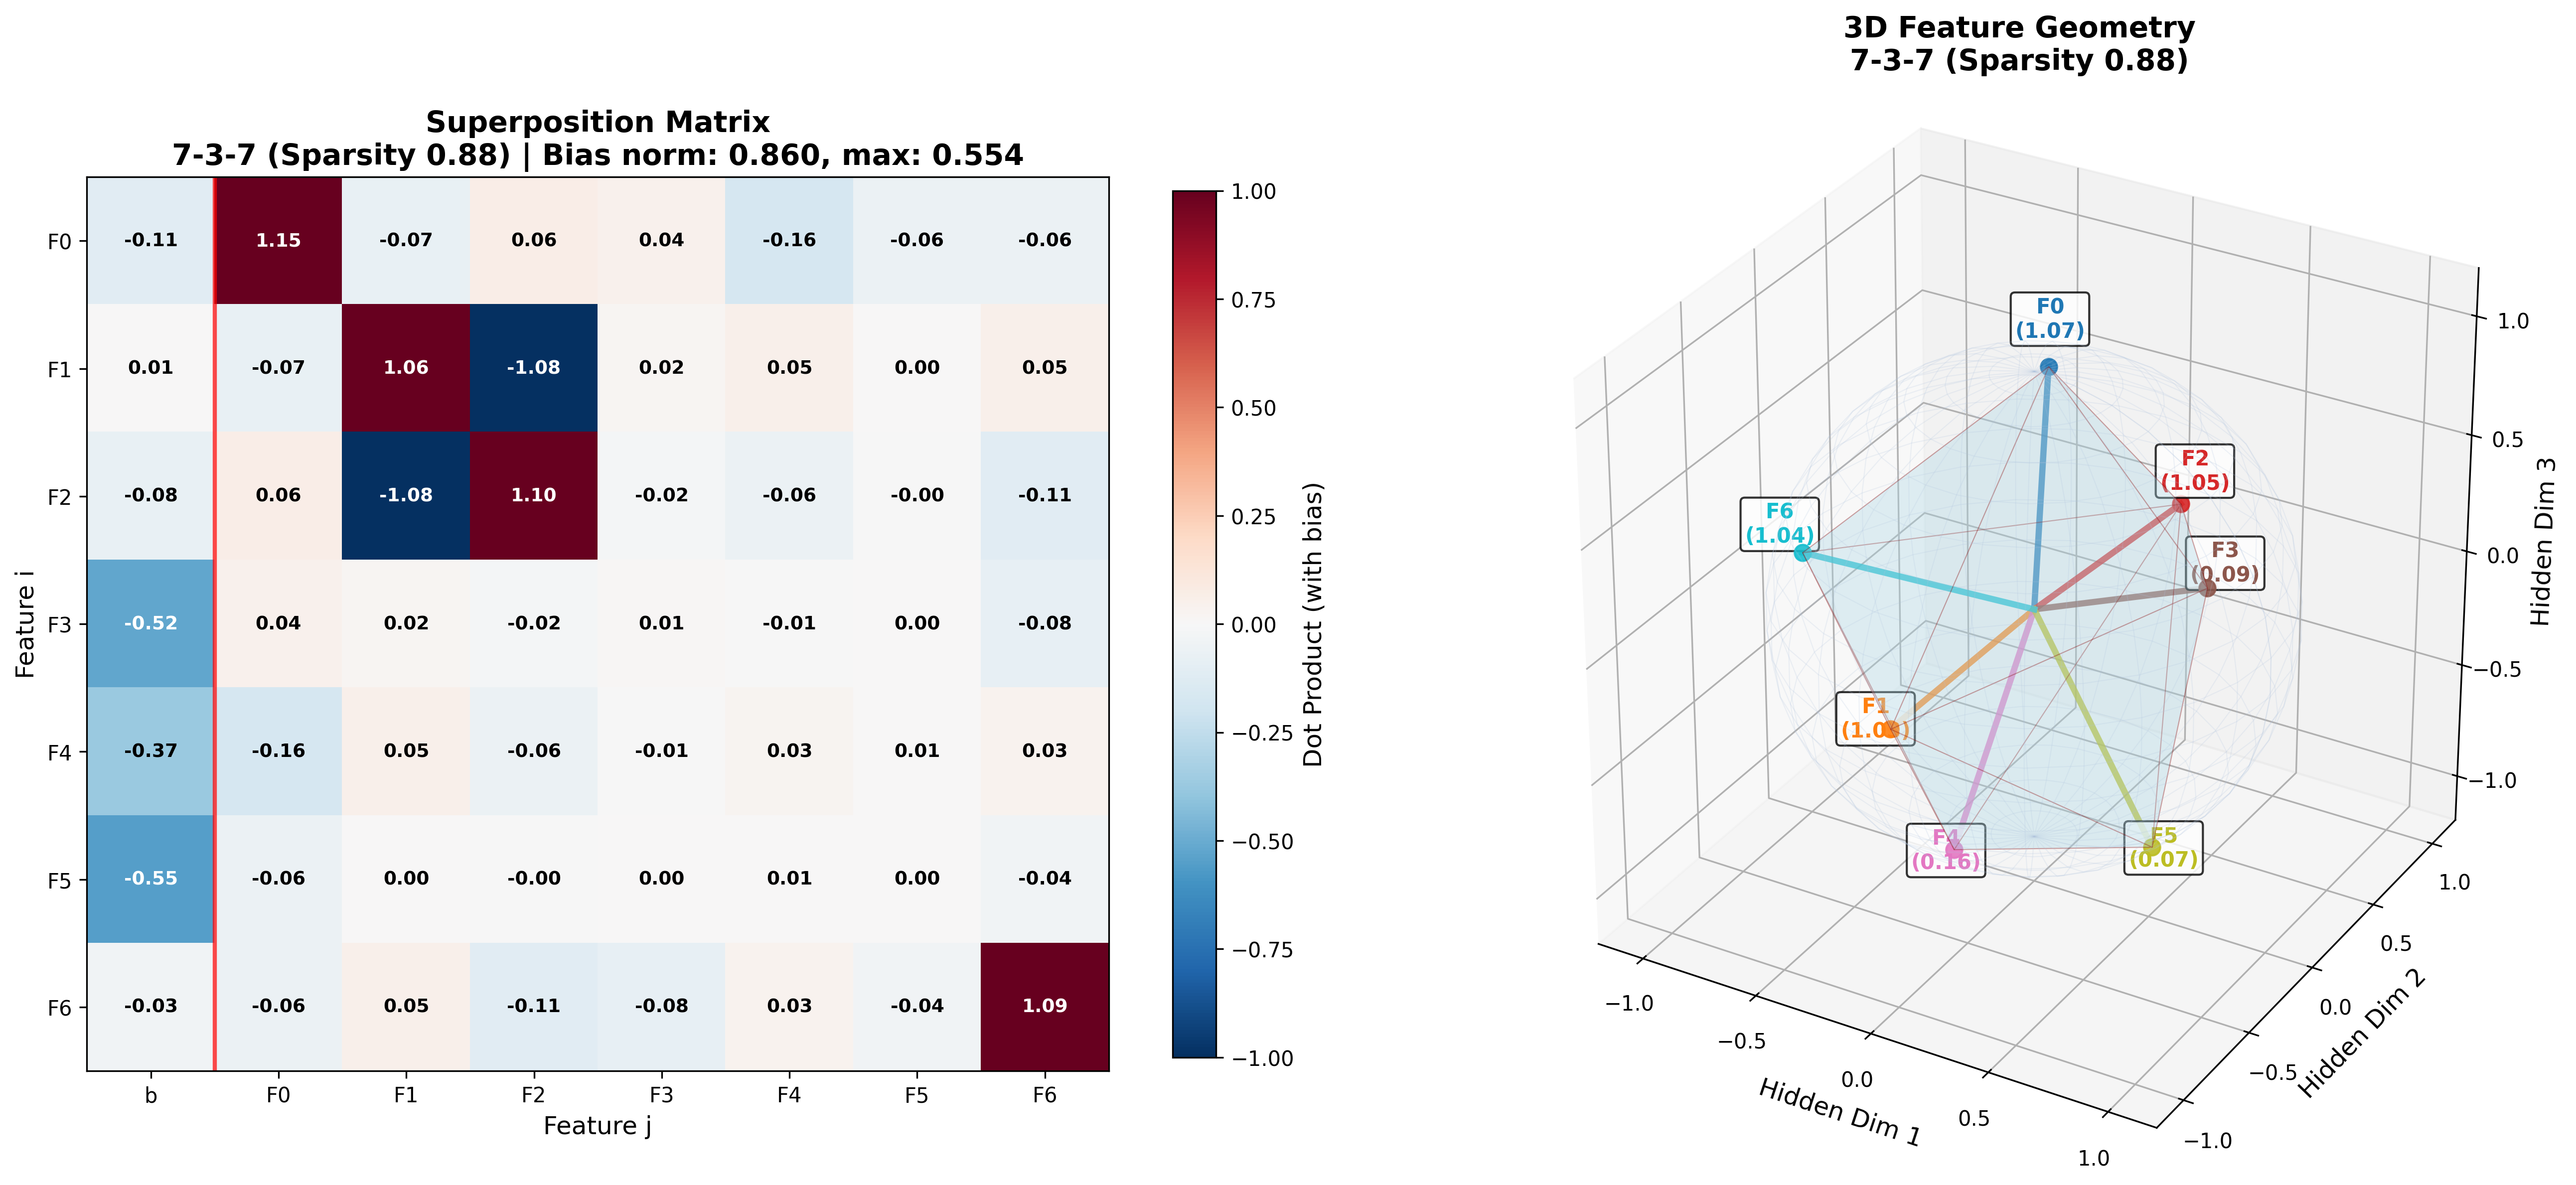 Superposition Matrix
7-3-7 (Sparsity 0.88) | Bias norm: 0.860, max: 0.554
Feature i
F0 -0.11 1.15 -0.07 0.06 0.04 -0.16 -0.06 -0.06
F1 0.01 -0.07 1.06 -1.08 0.02 0.05 0.00 0.05
F2 -0.08 0.06 -1.08 1.10 -0.02 -0.06 -0.00 -0.11
F3 -0.52 0.04 0.02 -0.02 0.01 -0.01 0.00 -0.08
F4 -0.37 -0.16 0.05 -0.06 -0.01 0.03 0.01 0.03
F5 -0.55 -0.06 0.00 -0.00 0.00 0.01 0.00 -0.04
F6 -0.03 -0.06 0.05 -0.11 -0.08 0.03 -0.04 1.09
b F0 F1 F2 F3 F4 F5 F6
Feature j
1.00
0.75
0.50
0.25
0.00
−0.25
−0.50
−0.75
−1.00
Dot Product (with bias)
3D Feature Geometry
7-3-7 (Sparsity 0.88)
F0
(1.07)
F2
(1.05)
F6
(1.04)
F3
(0.09)
F1
F4
(0.16)
F5
(0.07)
1.0
0.5
0.0
−0.5
−1.0
Hidden Dim 3
−1.0
−0.5
0.0
0.5
1.0
Hidden Dim 1
1.0
0.5
0.0
−0.5
−1.0
Hidden Dim 2